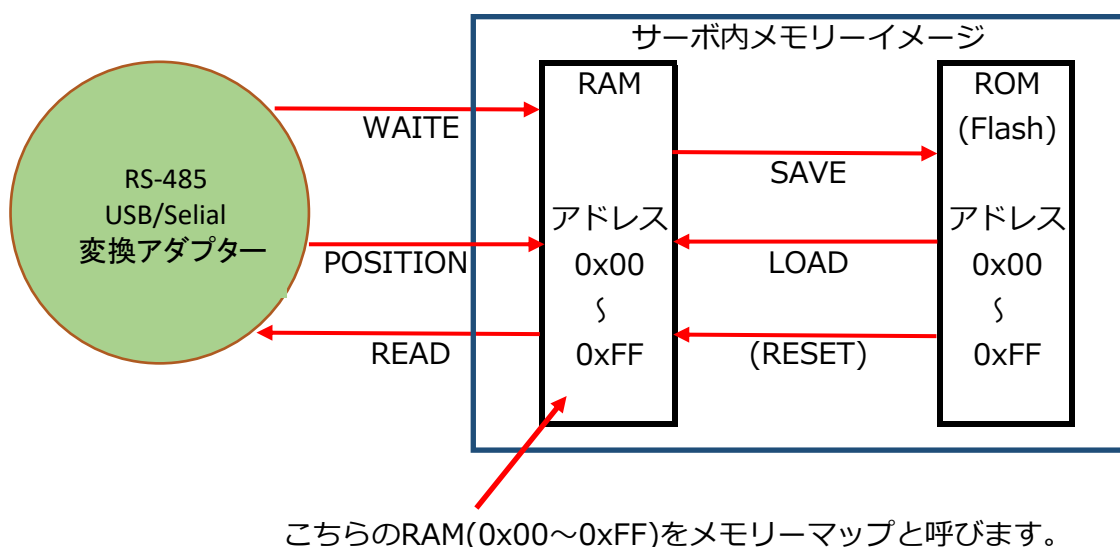 サーボ内メモリーイメージ
RS-485
USB/Selial
変換アダプター
WAITE
POSITION
READ
RAM
アドレス
0x00
～
0xFF
SAVE
LOAD
(RESET)
ROM
(Flash)
アドレス
0x00
～
0xFF
こちらのRAM(0x00～0xFF)をメモリーマップと呼びます。